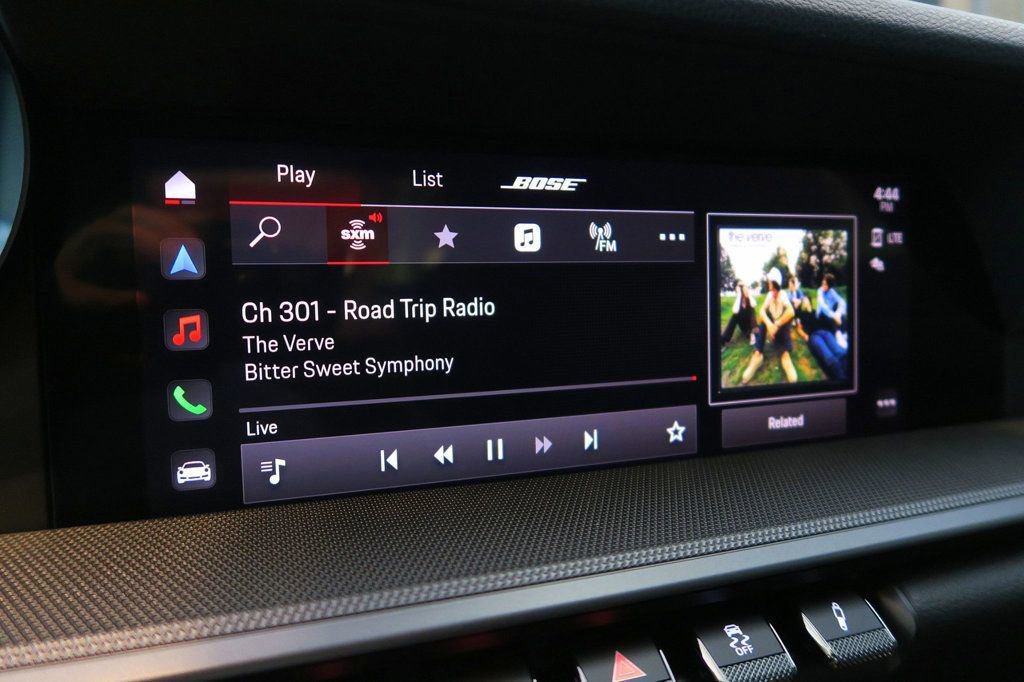 Play
List
BOSE
4:44
PM
sxm
FM
LTE
the verve
Ch 301 - Road Trip Radio
The Verve
Bitter Sweet Symphony
Live
Related
OFF